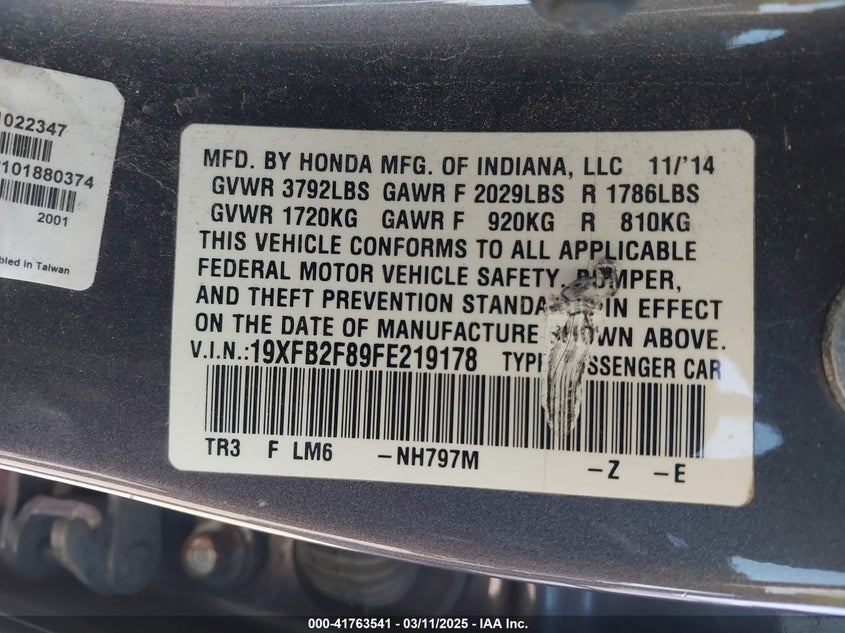 1022347
101880374
2001
bled in Taiwan
MFD. BY HONDA MFG. OF INDIANA, LLC 11/'14
GVWR 3792LBS GAWR F 2029LBS R 1786LBS
GVWR 1720KG GAWR F 920KG R 810KG
THIS VEHICLE CONFORMS TO ALL APPLICABLE
FEDERAL MOTOR VEHICLE SAFETY, BUMPER,
AND THEFT PREVENTION STANDA IN EFFECT
ON THE DATE OF MANUFACTURE SHOWN ABOVE.
V.I.N.:19XFB2F89FE219178 TYP SSENGER CAR
TR3 F LM6 -NH797M -Z -E
000-41763541 - 03/11/2025 - IAA Inc.